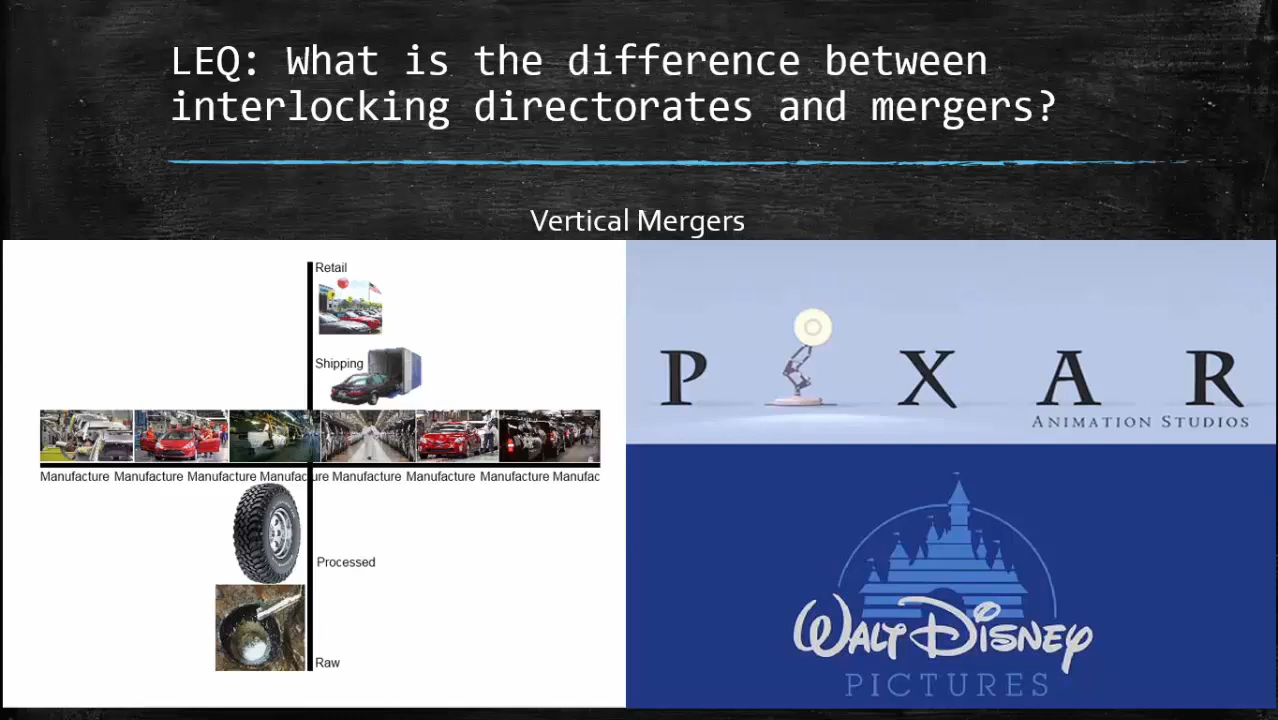 LEQ: What is the difference between
interlocking directorates and mergers?
Vertical Mergers
Retail
Shipping
Manufacture Manufacture Manufacture Manufacture Manufacture Manufacture Manufacture Manufac
Processed
Raw
P I X A R
ANIMATION STUDIOS
WALT DISNEY
PICTURES